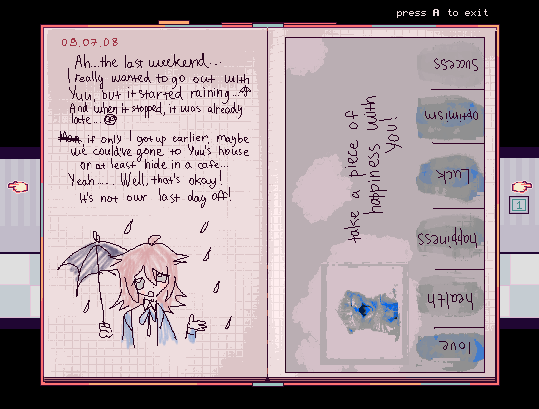 press A to exit
09.07.08
Ah...the last weekend...
I really wanted to go out with
Yuu, but it started raining...
And when it stopped, it was already
late...
if only I got up earlier, maybe
we could've gone to Yuu's house
or at least hide in a cafe...
Yeah..... Well, that's okay!
It's not our last day off!
take a piece of
happiness with
you!
Success
Optimism
Luck
happiness
health
love
1